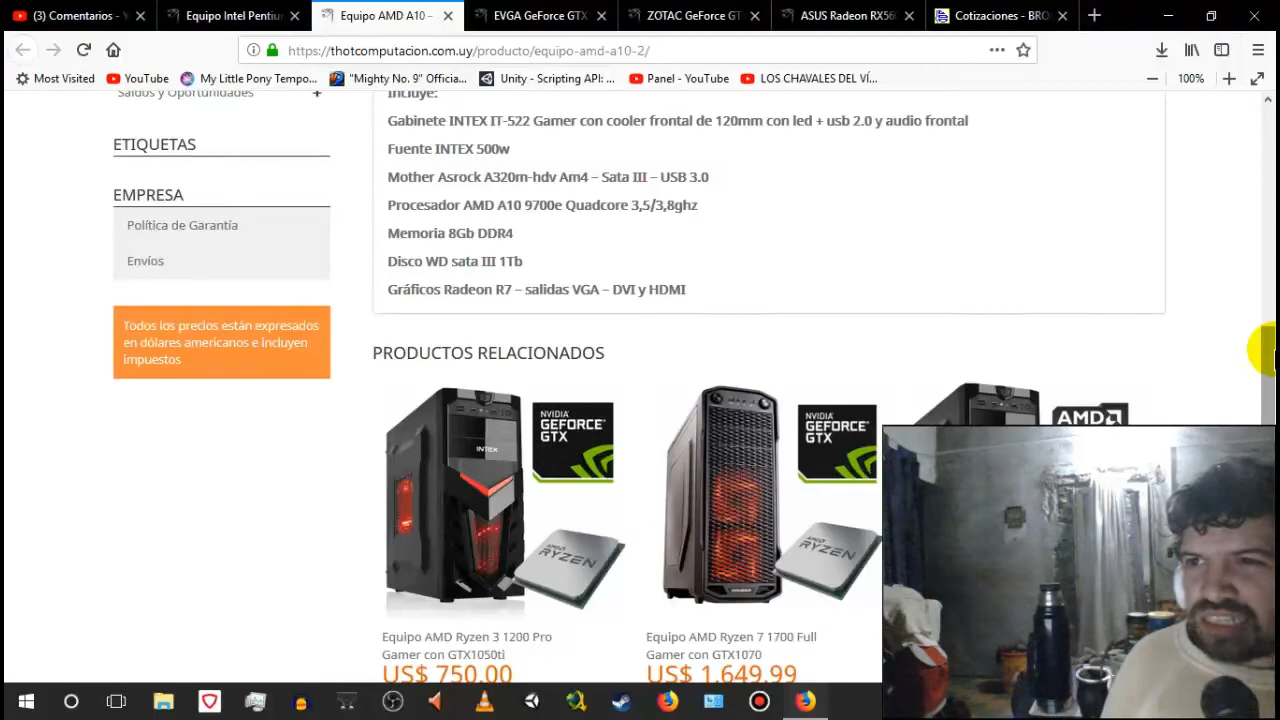 (3) Comentarios - Y
Equipo Intel Pentiu
Equipo AMD A10 –
EVGA GeForce GTX
ZOTAC GeForce GT
ASUS Radeon RX56
Cotizaciones - BRO
https://thotcomputacion.com.uy/producto/equipo-amd-a10-2/
Most Visited
YouTube
My Little Pony Tempo...
"Mighty No. 9" Oficia...
Unity - Scripting API: ...
Panel - YouTube
LOS CHAVALES DEL VÍ...
100%
Saldos y Oportunidades
ETIQUETAS
EMPRESA
Política de Garantía
Envíos
Todos los precios están expresados
en dólares americanos e incluyen
impuestos
Incluye:
Gabinete INTEX IT-522 Gamer con cooler frontal de 120mm con led + usb 2.0 y audio frontal
Fuente INTEX 500w
Mother Asrock A320m-hdv Am4 – Sata III – USB 3.0
Procesador AMD A10 9700e Quadcore 3,5/3,8ghz
Memoria 8Gb DDR4
Disco WD sata III 1Tb
Gráficos Radeon R7 – salidas VGA – DVI y HDMI
PRODUCTOS RELACIONADOS
INTEX
NVIDIA
GEFORCE
GTX
AMD
RYZEN
NVIDIA
GEFORCE
GTX
AMD
RYZEN
AMD
Equipo AMD Ryzen 3 1200 Pro
Gamer con GTX1050ti
US$ 750.00
Equipo AMD Ryzen 7 1700 Full
Gamer con GTX1070
US$ 1,649.99